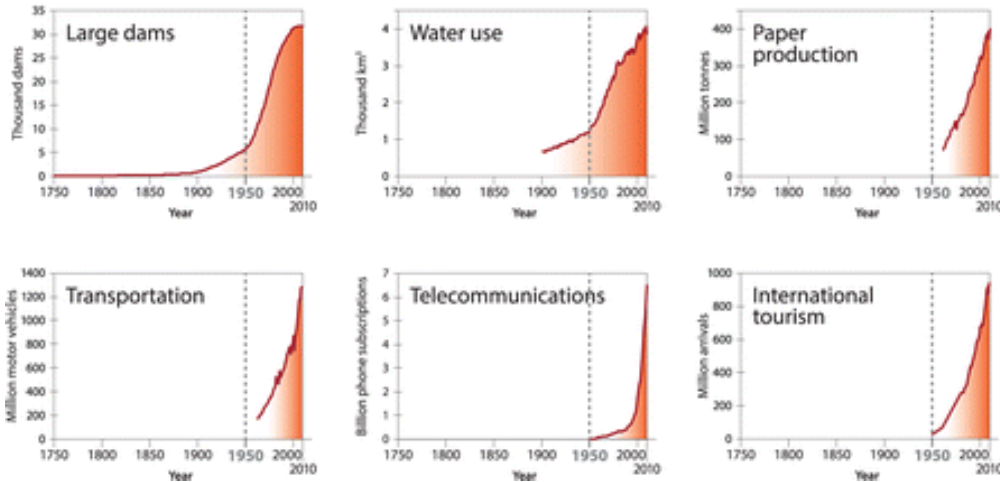 Large dams
Thousand dams
35
30
25
20
15
10
5
0
1750 1800 1850 1900 1950 2000
2010
Year
Water use
Thousand km³
4
3
2
1
0
1750 1800 1850 1900 1950 2000
2010
Year
Paper
production
Million tonnes
400
300
200
100
0
1750 1800 1850 1900 1950 2000
2010
Year
Transportation
Million motor vehicles
1400
1200
1000
800
600
400
200
0
1750 1800 1850 1900 1950 2000
2010
Year
Telecommunications
Billion phone subscriptions
7
6
5
4
3
2
1
0
1750 1800 1850 1900 1950 2000
2010
Year
International
tourism
Million arrivals
1000
800
600
400
200
0
1750 1800 1850 1900 1950 2000
2010
Year